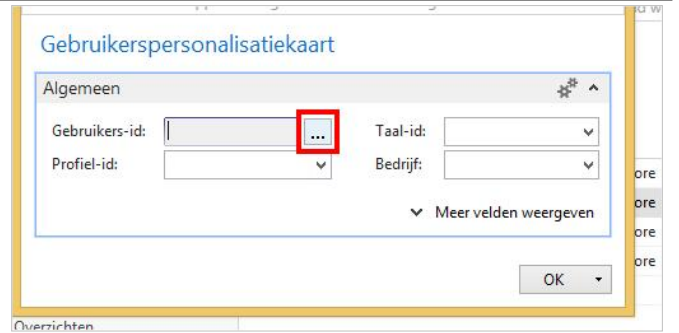 Gebruikerspersonalisatiekaart
Algemeen
Gebruikers-id:
...
Taal-id:
Profiel-id:
Bedrijf:
ore
ore
Meer velden weergeven
ore
ore
OK
Overzichten